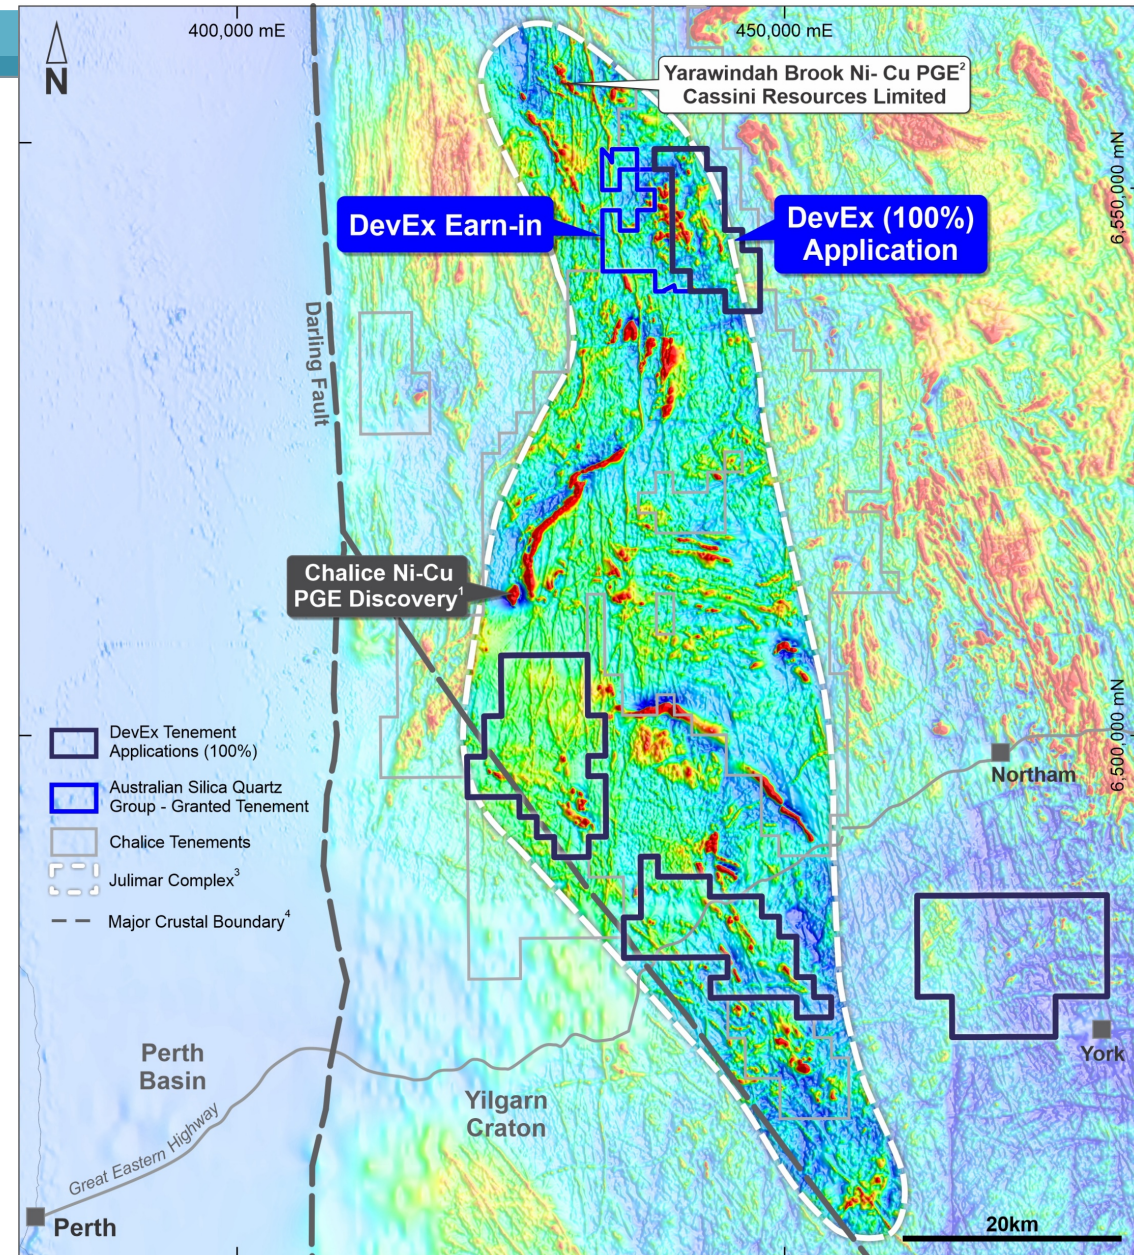 400,000 mE
450,000 mE
N
Yarawindah Brook Ni- Cu PGE²
Cassini Resources Limited
6,550,000 mN
DevEx Earn-in
DevEx (100%)
Application
Darling Fault
Chalice Ni-Cu
PGE Discovery¹
6,500,000 mN
DevEx Tenement
Applications (100%)
Australian Silica Quartz
Group - Granted Tenement
Chalice Tenements
Julimar Complex³
Major Crustal Boundary⁴
Northam
York
Perth
Basin
Yilgarn
Craton
Great Eastern Highway
Perth
20km